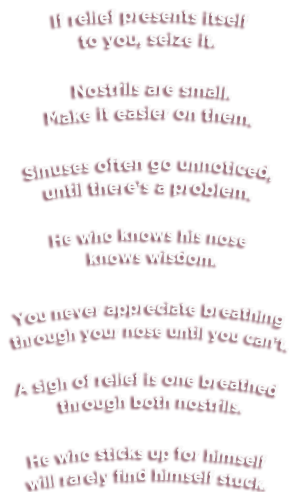 If relief presents itself
to you, seize it.
Nostrils are small.
Make it easier on them.
Sinuses often go unnoticed,
until there's a problem.
He who knows his nose
knows wisdom.
You never appreciate breathing
through your nose until you can't.
A sigh of relief is one breathed
through both nostrils.
He who sticks up for himself
will rarely find himself stuck.